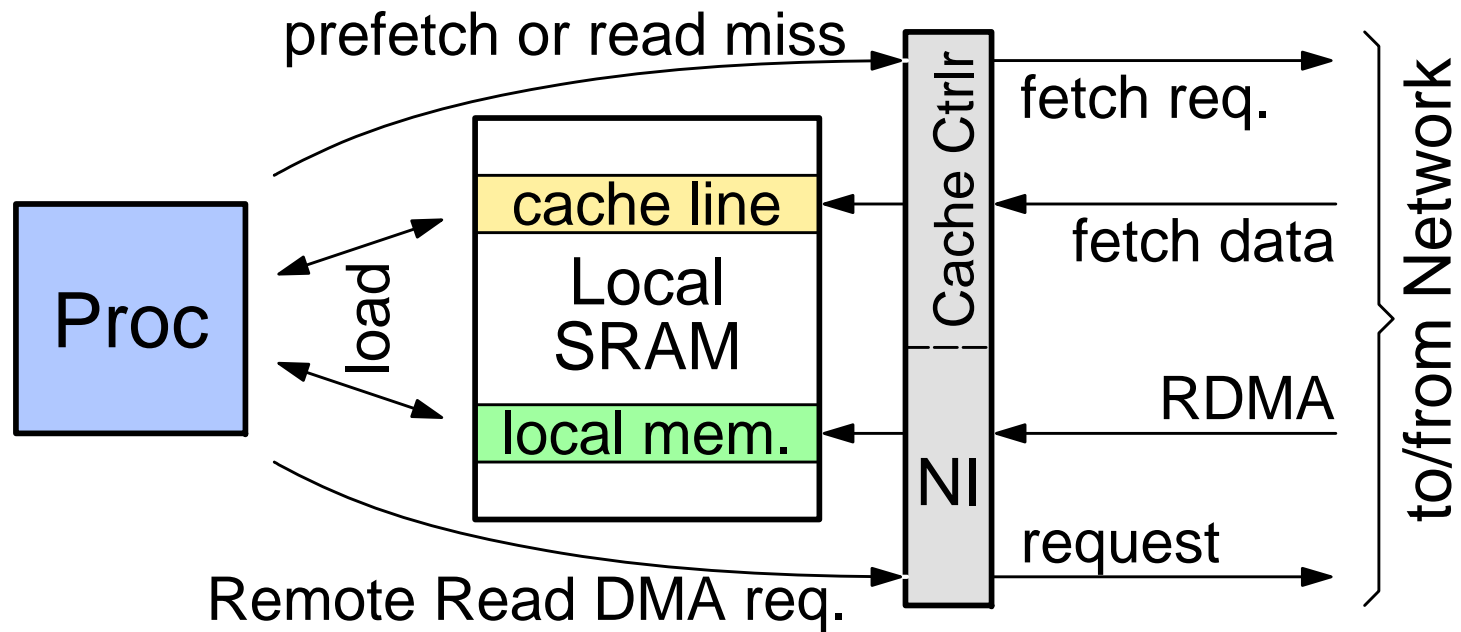 prefetch or read miss
Cache Ctrlr
fetch req.
cache line
fetch data
Proc
load
Local
SRAM
to/from Network
RDMA
local mem.
NI
request
Remote Read DMA req.